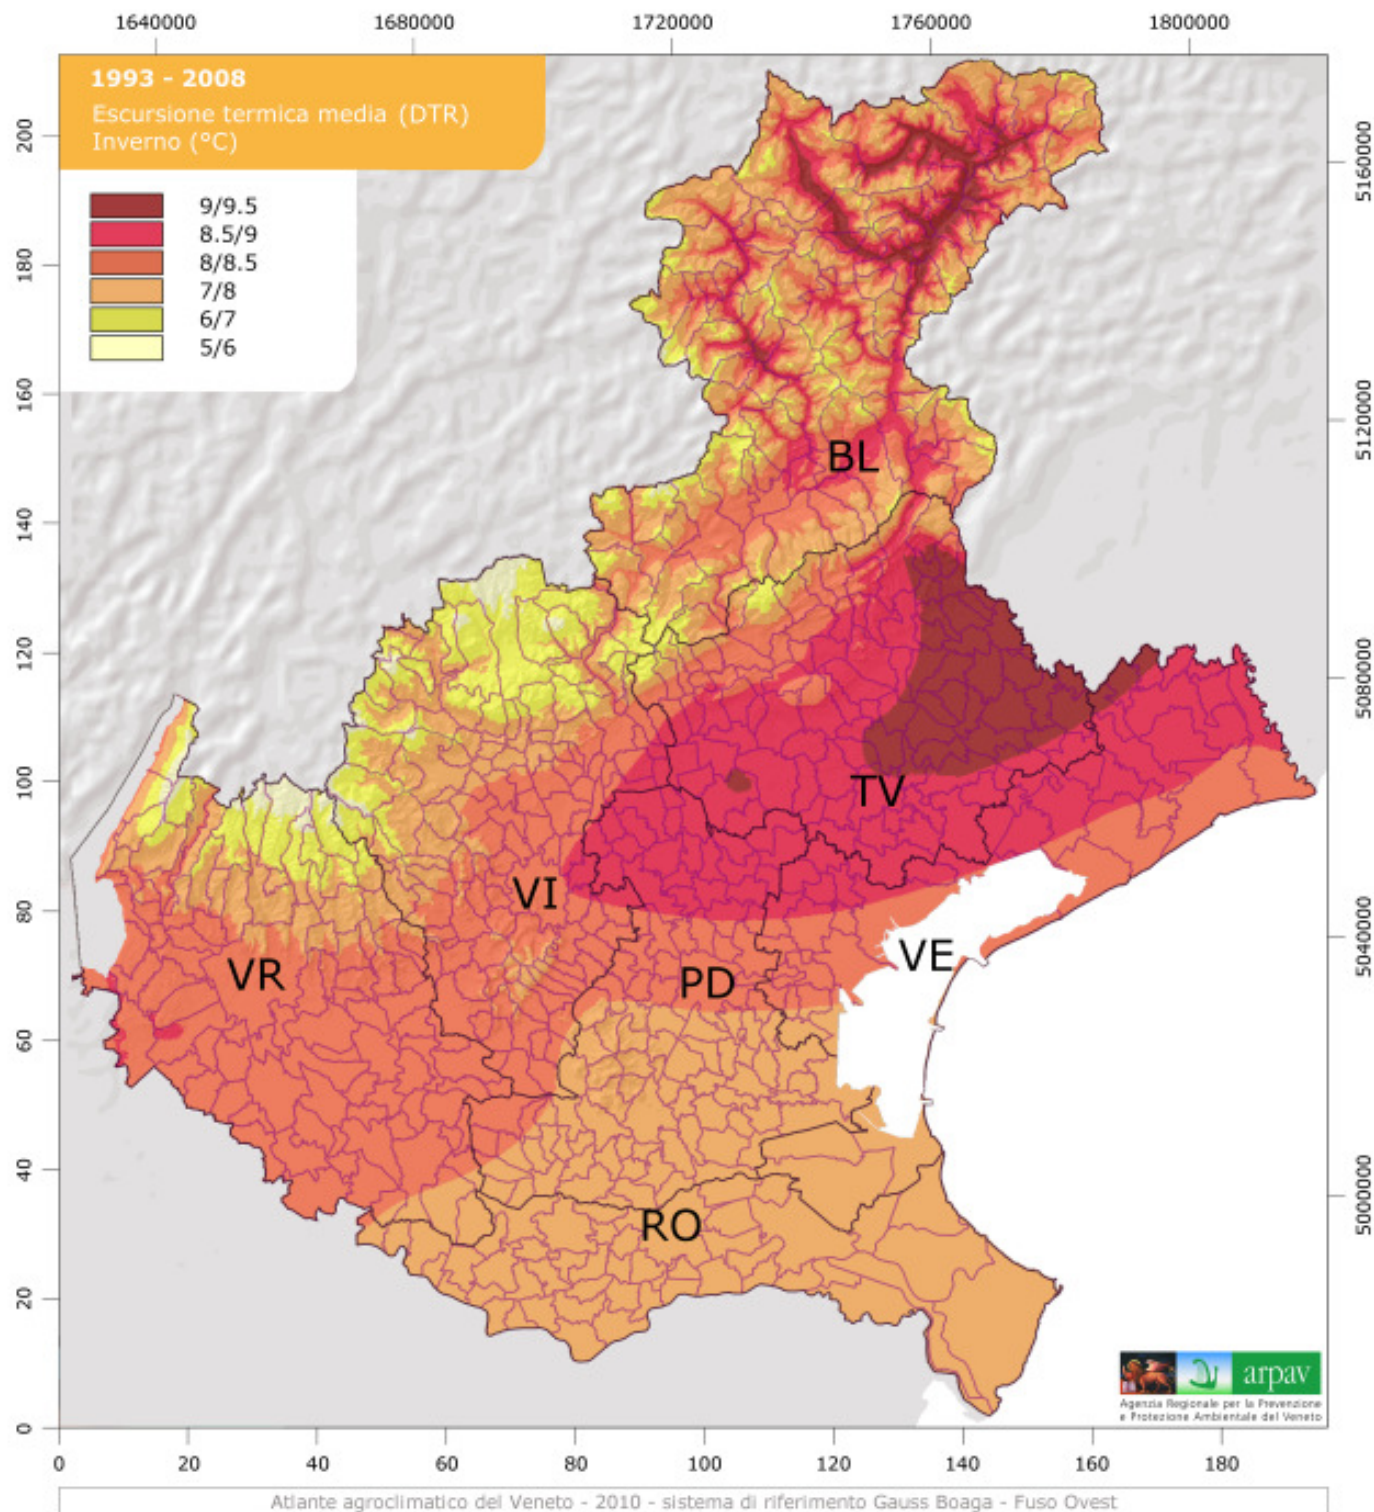 1640000 1680000 1720000 1760000 1800000
1993 - 2008
Escursione termica media (DTR)
Inverno (°C)
9/9.5
8.5/9
8/8.5
7/8
6/7
5/6
200
180
160
140
120
100
80
60
40
20
0
5160000
5120000
5080000
5040000
5000000
BL
TV
VI
VE
VR
PD
RO
arpav
Agenzia Regionale per la Prevenzione
e Protezione Ambientale del Veneto
0 20 40 60 80 100 120 140 160 180
Atlante agroclimatico del Veneto - 2010 - sistema di riferimento Gauss Boaga - Fuso Ovest